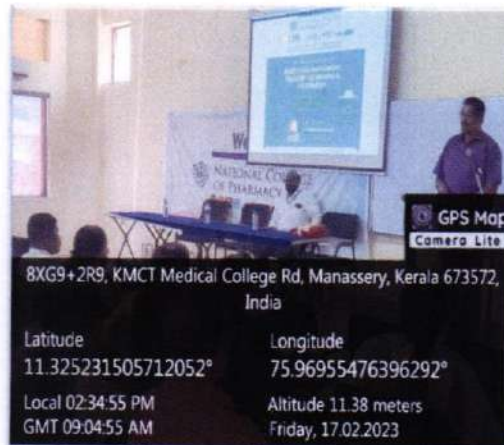 We
NATIONAL COLLEGE
OF PHARMACY
GPS Map
Camera Lite
8XG9+2R9, KMCT Medical College Rd, Manassery, Kerala 673572,
India
Latitude
11.325231505712052°
Longitude
75.96955476396292°
Local 02:34:55 PM
GMT 09:04:55 AM
Altitude 11.38 meters
Friday, 17.02.2023